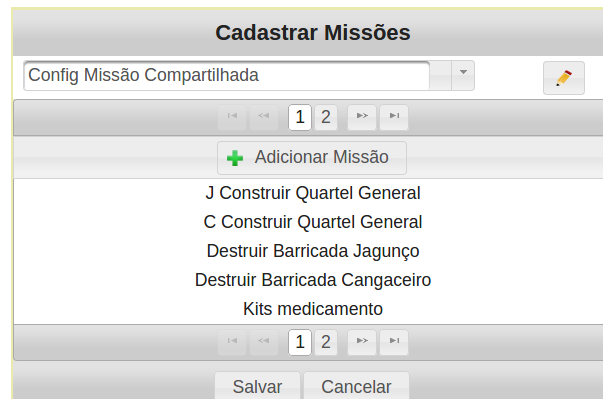 Cadastrar Missões
Config Missão Compartilhada
1 2
Adicionar Missão
J Construir Quartel General
C Construir Quartel General
Destruir Barricada Jagunço
Destruir Barricada Cangaceiro
Kits medicamento
1 2
Salvar Cancelar